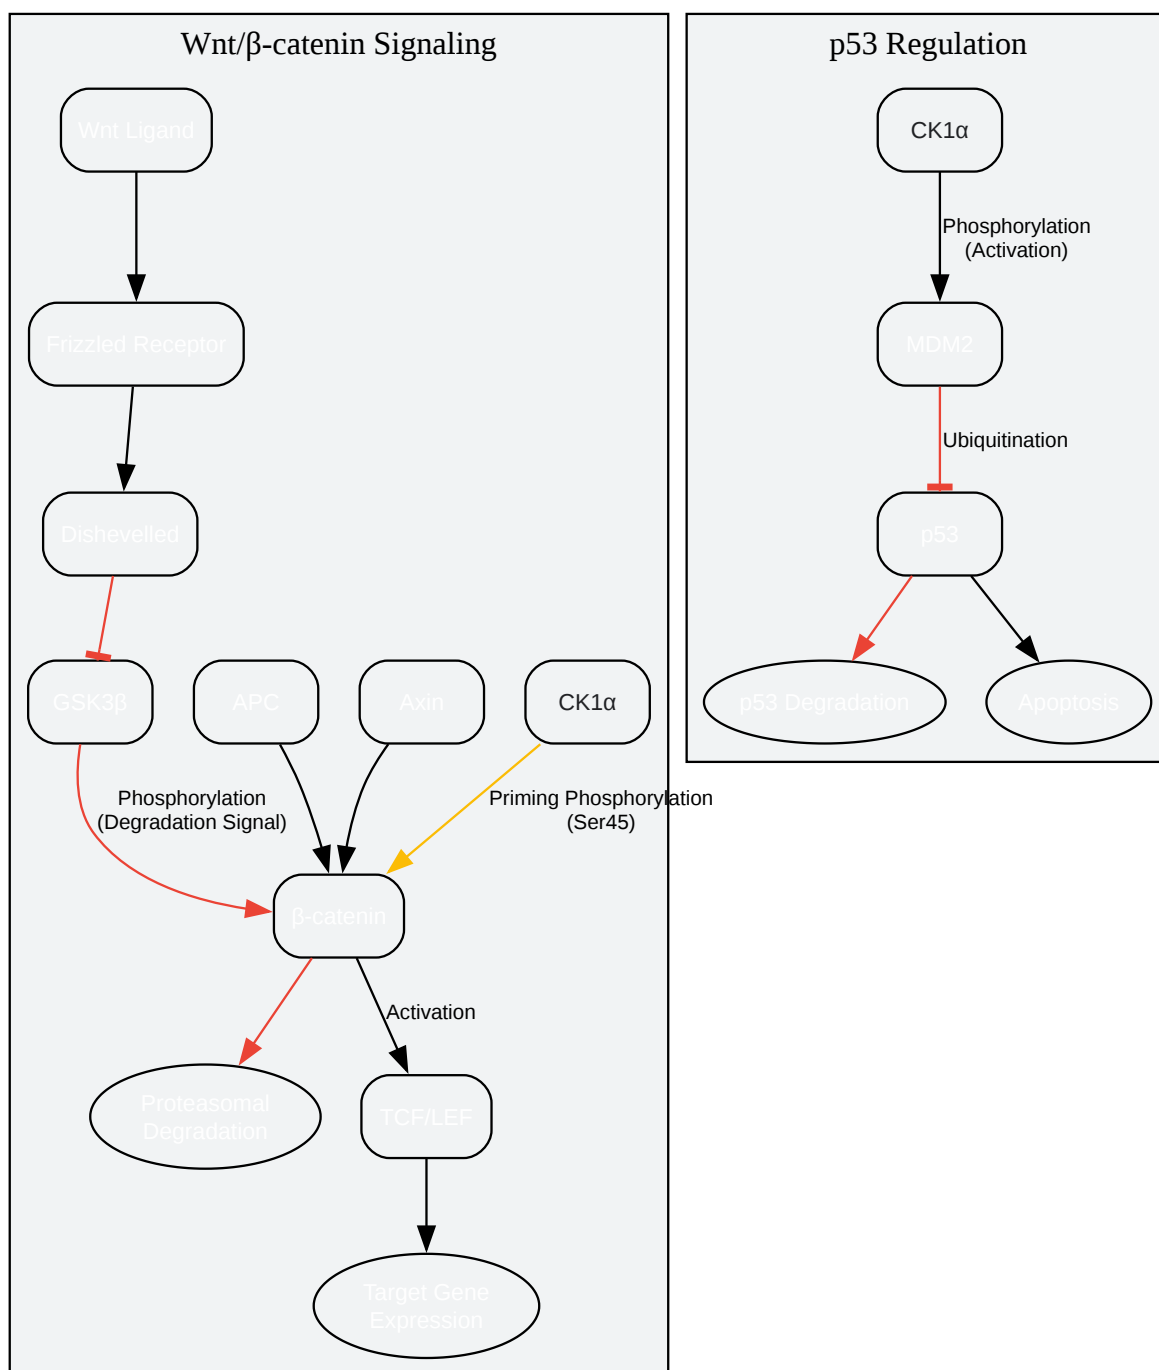 Wnt/β-catenin Signaling
Wnt Ligand
Frizzled Receptor
Dishevelled
GSK3β
APC
Axin
CK1α
Phosphorylation
(Degradation Signal)
Priming Phosphorylation
(Ser45)
β-catenin
Activation
Proteasomal
Degradation
TCF/LEF
Target Gene
Expression
p53 Regulation
CK1α
Phosphorylation
(Activation)
MDM2
Ubiquitination
p53
p53 Degradation
Apoptosis